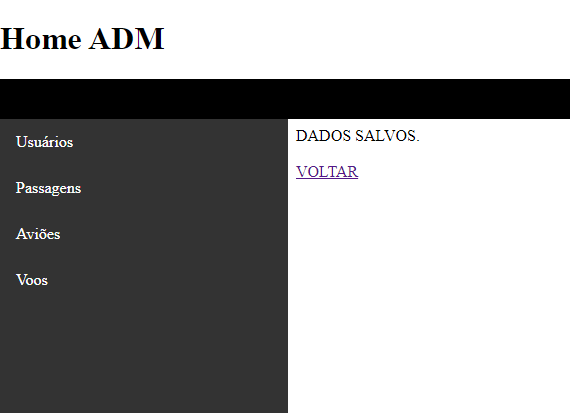 Home ADM
Usuários
Passagens
Aviões
Voos
DADOS SALVOS.
VOLTAR